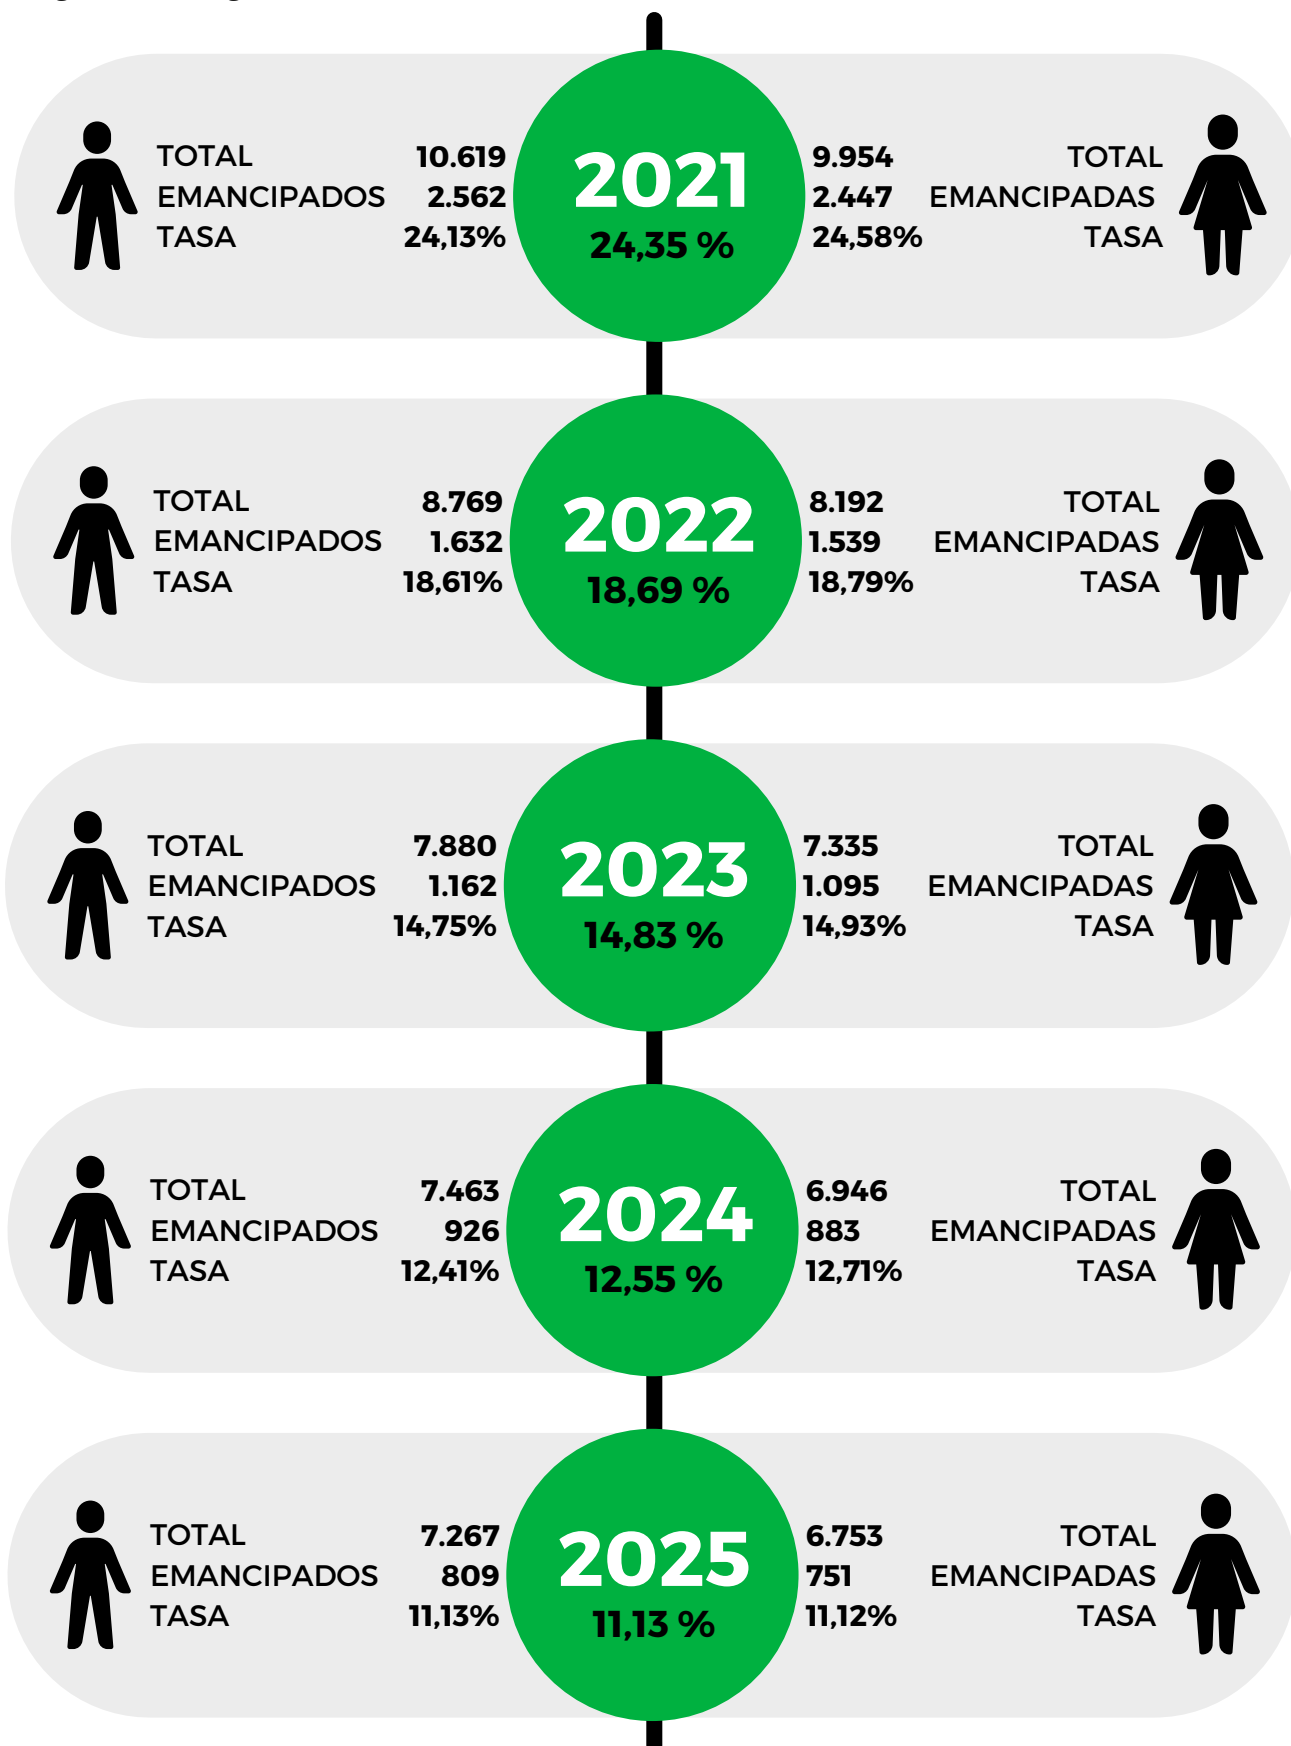 TOTAL 10.619
EMANCIPADOS 2.562
TASA 24,13%
2021
24,35 %
9.954 TOTAL
2.447 EMANCIPADAS
24,58% TASA
TOTAL 8.769
EMANCIPADOS 1.632
TASA 18,61%
2022
18,69 %
8.192 TOTAL
1.539 EMANCIPADAS
18,79% TASA
TOTAL 7.880
EMANCIPADOS 1.162
TASA 14,75%
2023
14,83 %
7.335 TOTAL
1.095 EMANCIPADAS
14,93% TASA
TOTAL 7.463
EMANCIPADOS 926
TASA 12,41%
2024
12,55 %
6.946 TOTAL
883 EMANCIPADAS
12,71% TASA
TOTAL 7.267
EMANCIPADOS 809
TASA 11,13%
2025
11,13 %
6.753 TOTAL
751 EMANCIPADAS
11,12% TASA